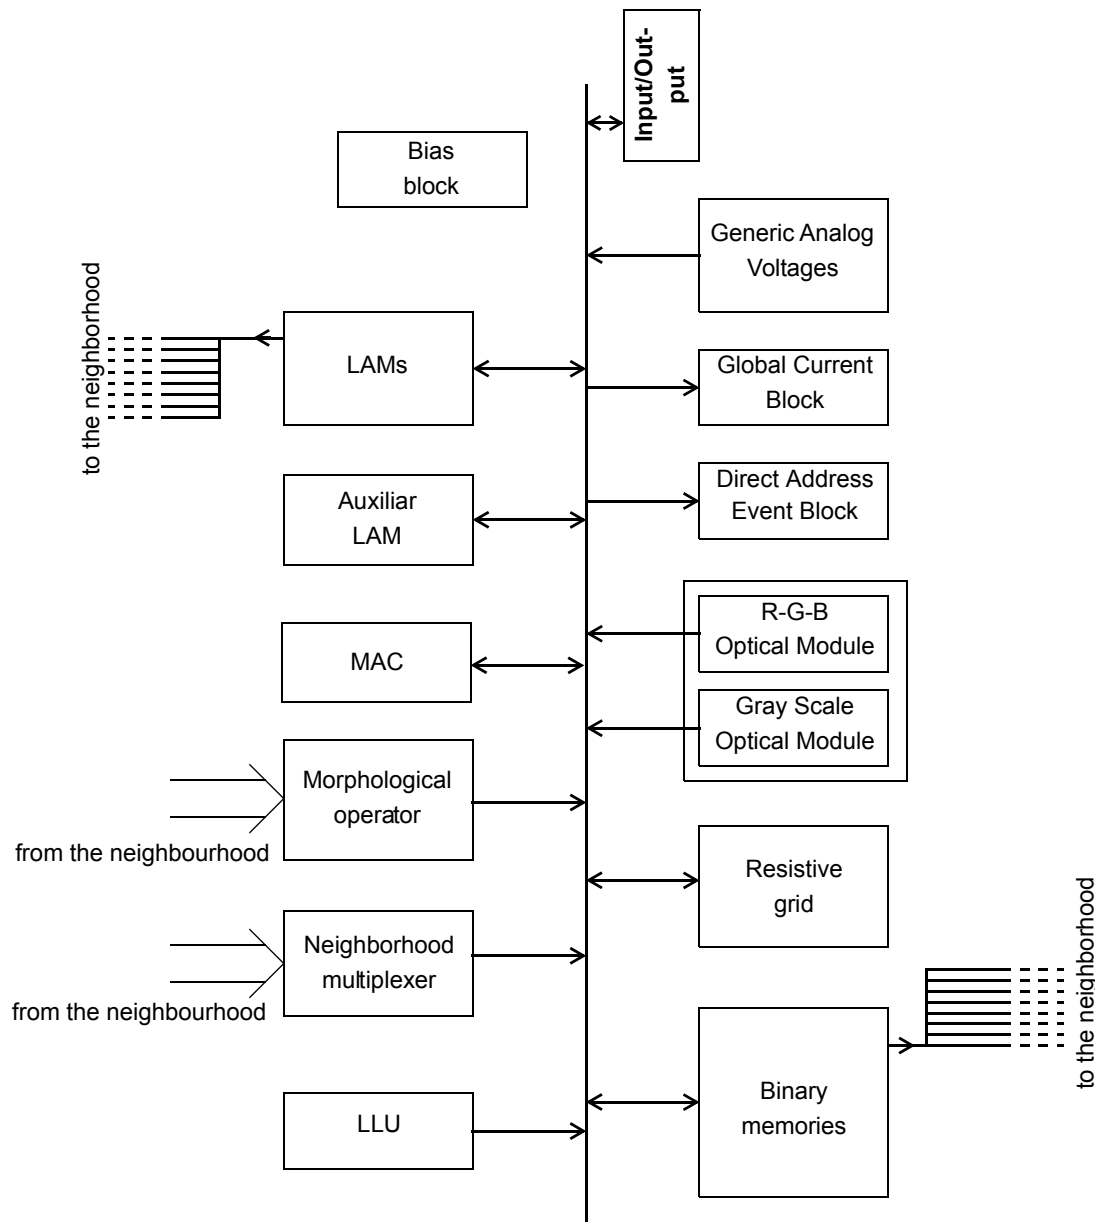 Input/Out-
put
Bias
block
Generic Analog
Voltages
to the neighborhood
LAMs
Global Current
Block
Auxiliar
LAM
Direct Address
Event Block
MAC
R-G-B
Optical Module
Gray Scale
Optical Module
Morphological
operator
from the neighbourhood
Resistive
grid
Neighborhood
multiplexer
from the neighbourhood
to the neighborhood
LLU
Binary
memories